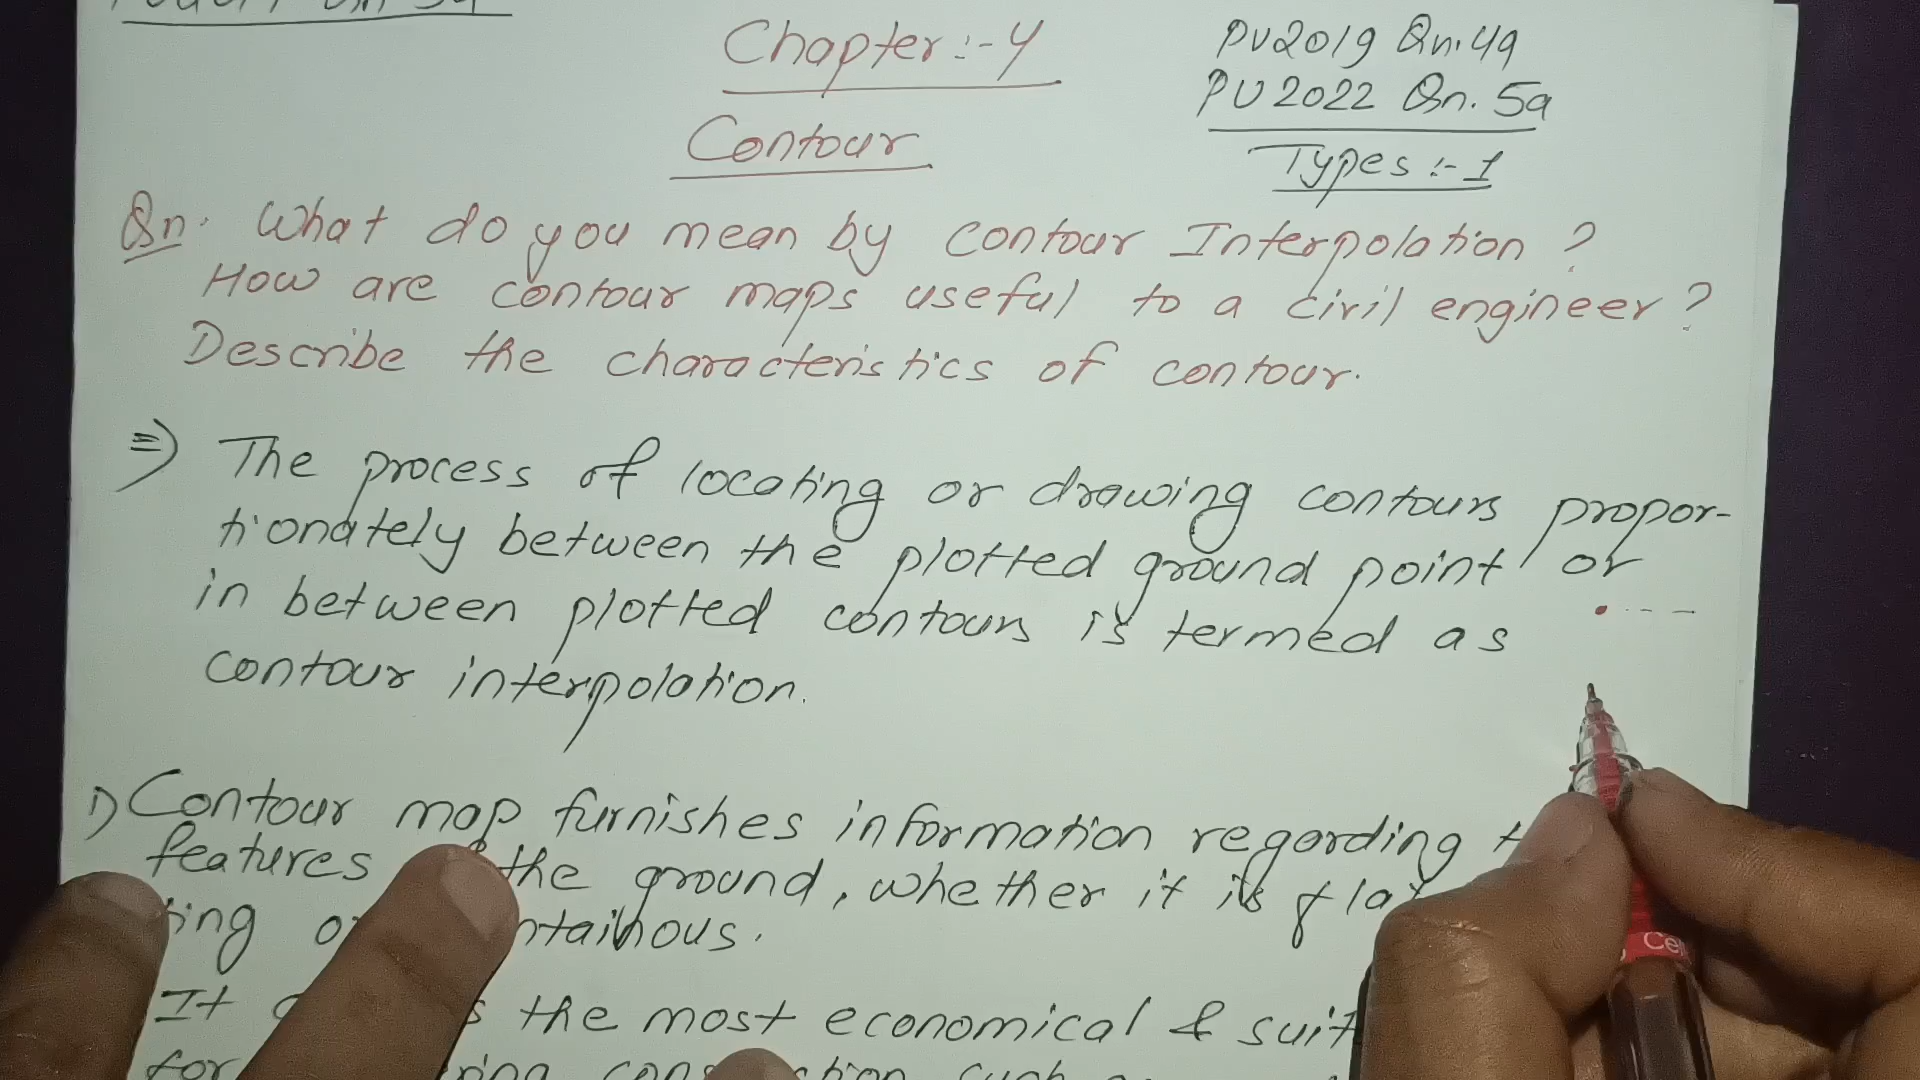 Chapter :- 4
PU2019 Qn. 4a
PU2022 Qn. 5a
Contour
Types :- 1
Qn. What do you mean by contour Interpolation ?
How are contour maps useful to a civil engineer ?
Describe the characteristics of contour.
⇒ The process of locating or drawing contours propor-
tionately between the plotted ground point or
in between plotted contours is termed as
contour interpolation.
1) Contour map furnishes information regarding
features the ground, whether it is
It the most economical &
Cel